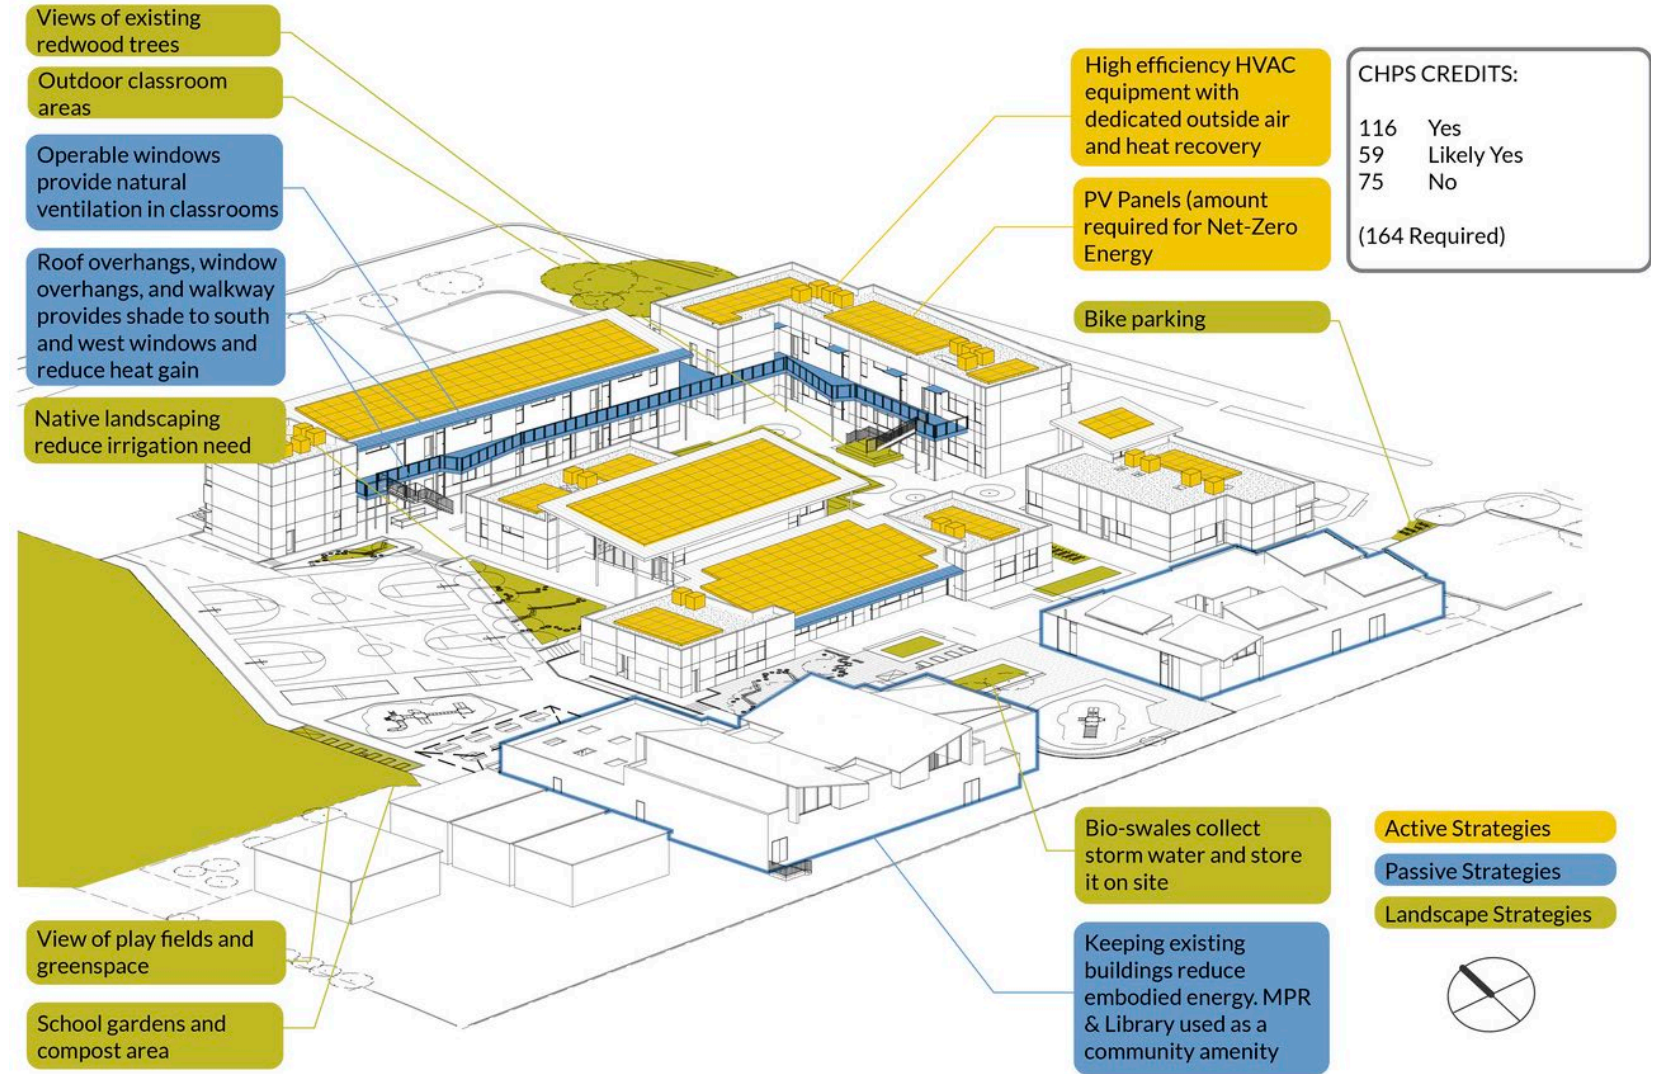 Views of existing
redwood trees
Outdoor classroom
areas
Operable windows
provide natural
ventilation in classrooms
Roof overhangs, window
overhangs, and walkway
provides shade to south
and west windows and
reduce heat gain
Native landscaping
reduce irrigation need
View of play fields and
greenspace
School gardens and
compost area
High efficiency HVAC
equipment with
dedicated outside air
and heat recovery
PV Panels (amount
required for Net-Zero
Energy
Bike parking
Bio-swales collect
storm water and store
it on site
Keeping existing
buildings reduce
embodied energy. MPR
& Library used as a
community amenity
CHPS CREDITS:
116 Yes
59 Likely Yes
75 No
(164 Required)
Active Strategies
Passive Strategies
Landscape Strategies